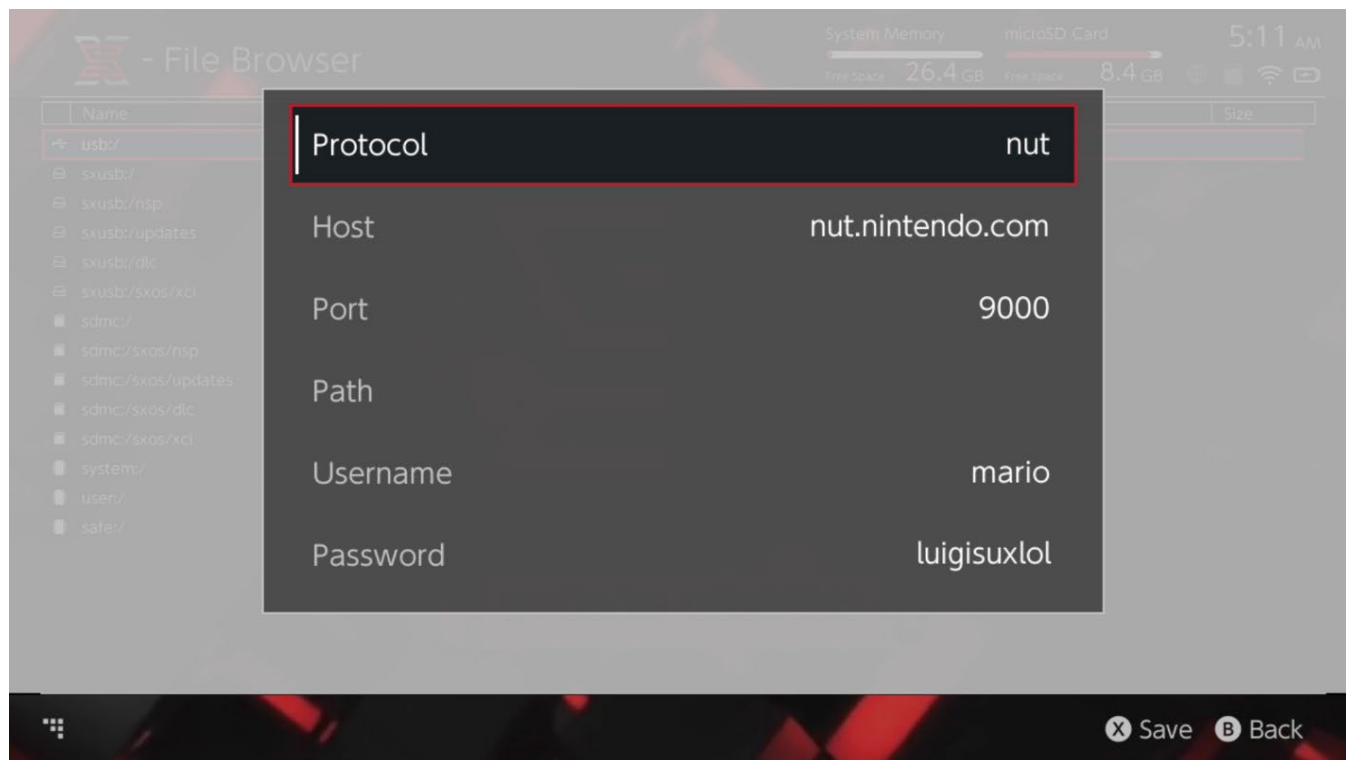 - File Browser
System Memory
Free Space 26.4 GB
microSD Card
Free Space 8.4 GB
5:11 AM
Name
Size
usb:/
sxusb:/
sxusb:/nsp
sxusb:/updates
sxusb:/dlc
sxusb:/sxos/xci
sdmc:/
sdmc:/sxos/nsp
sdmc:/sxos/updates
sdmc:/sxos/dlc
sdmc:/sxos/xci
system:/
user:/
safe:/
Protocol nut
Host nut.nintendo.com
Port 9000
Path
Username mario
Password luigisuxlol
X Save B Back